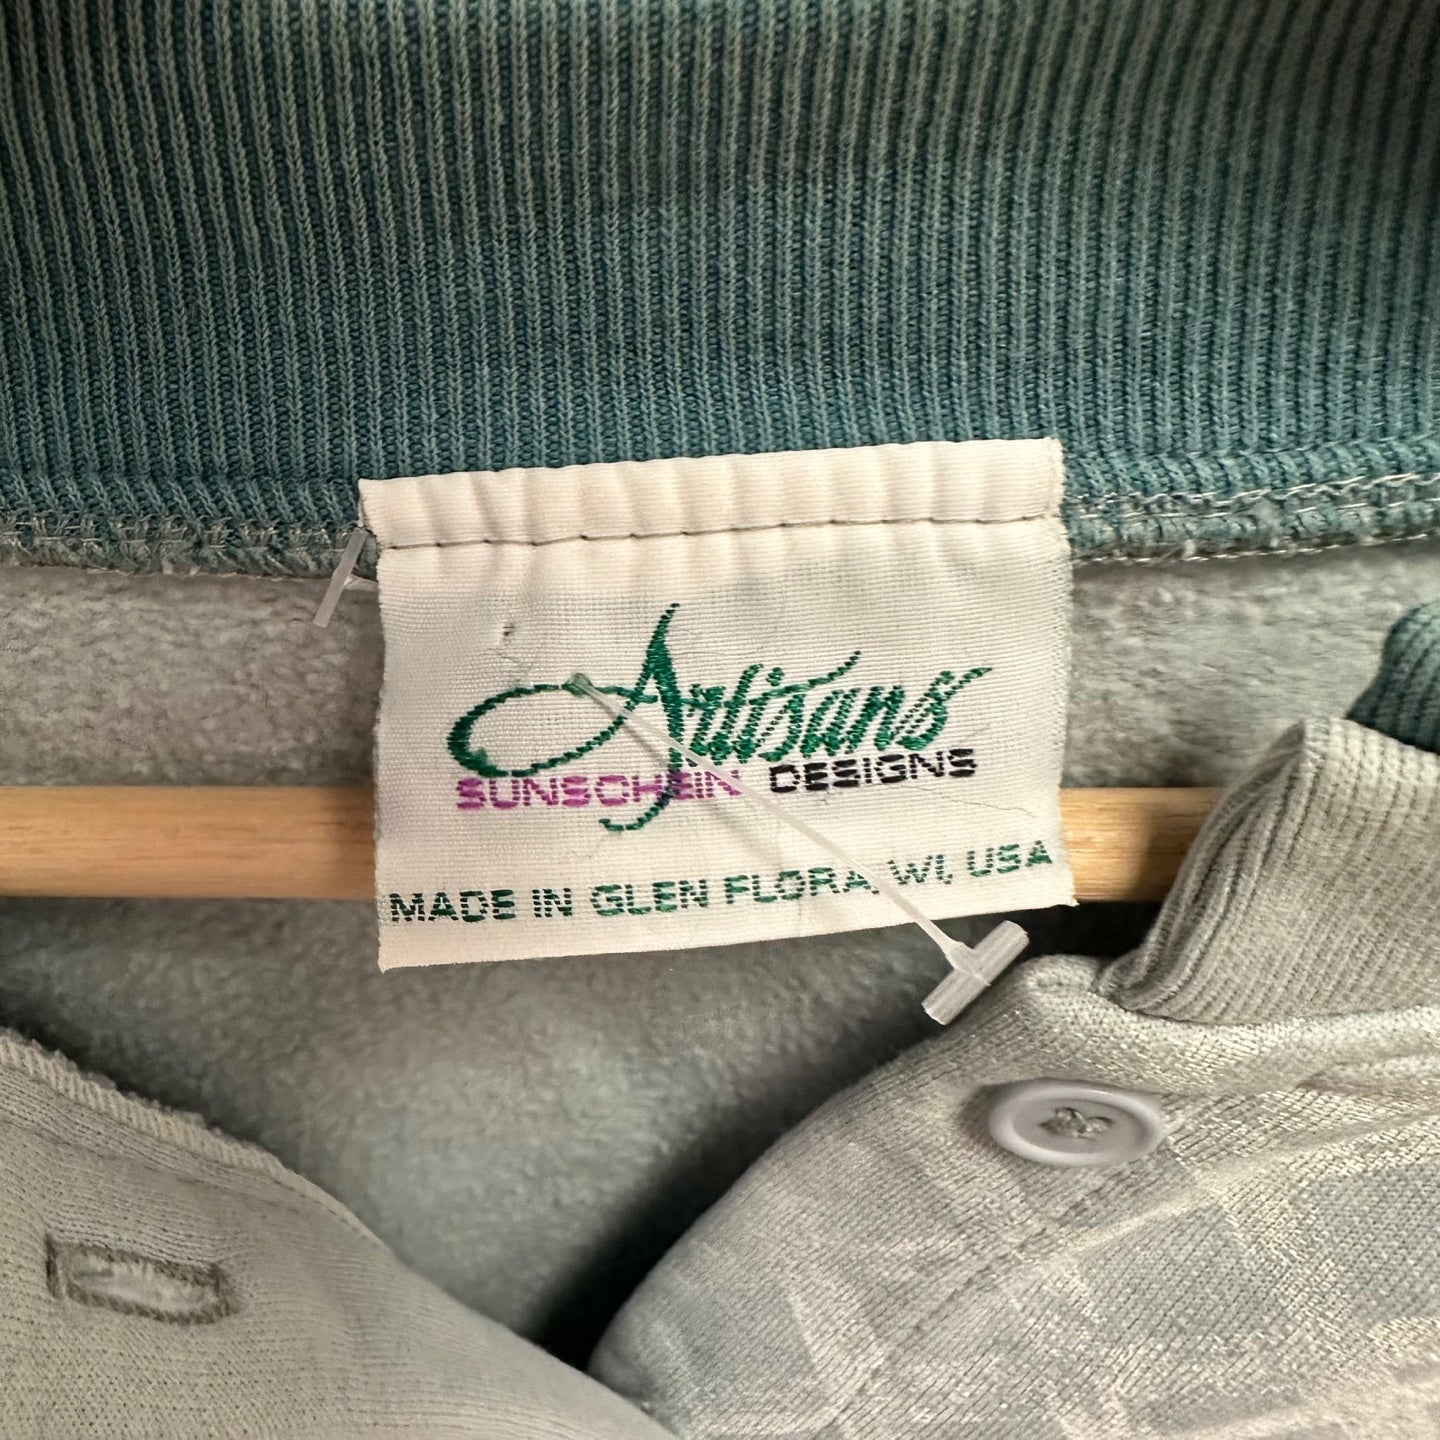 Artisans
SUNSCHEIN DESIGNS
MADE IN GLEN FLORA, WI, USA